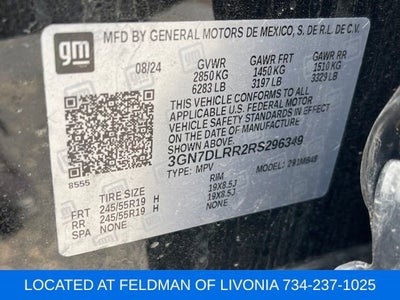 MFD BY GENERAL MOTORS DE MEXICO, S. DE R.L. DE C.V.
gm
08/24 GVWR GAWR FRT GAWR RR
2850 KG 1450 KG 1510 KG
6283 LB 3197 LB 3329 LB
THIS VEHICLE CONFORMS TO ALL
APPLICABLE U.S. FEDERAL MOTOR
VEHICLE SAFETY
IN EFFECT ON THE DATE OF
MANUFACTURE SHOWN ABOVE.
3GN7DLRR2RS296349
TYPE: MPV MODEL:
8555
TIRE SIZE RIM
FRT 245/55R19 H 19X8.5J
RR 245/55R19 H 19X8.5J
SPA NONE NONE
LOCATED AT FELDMAN OF LIVONIA 734-237-1025